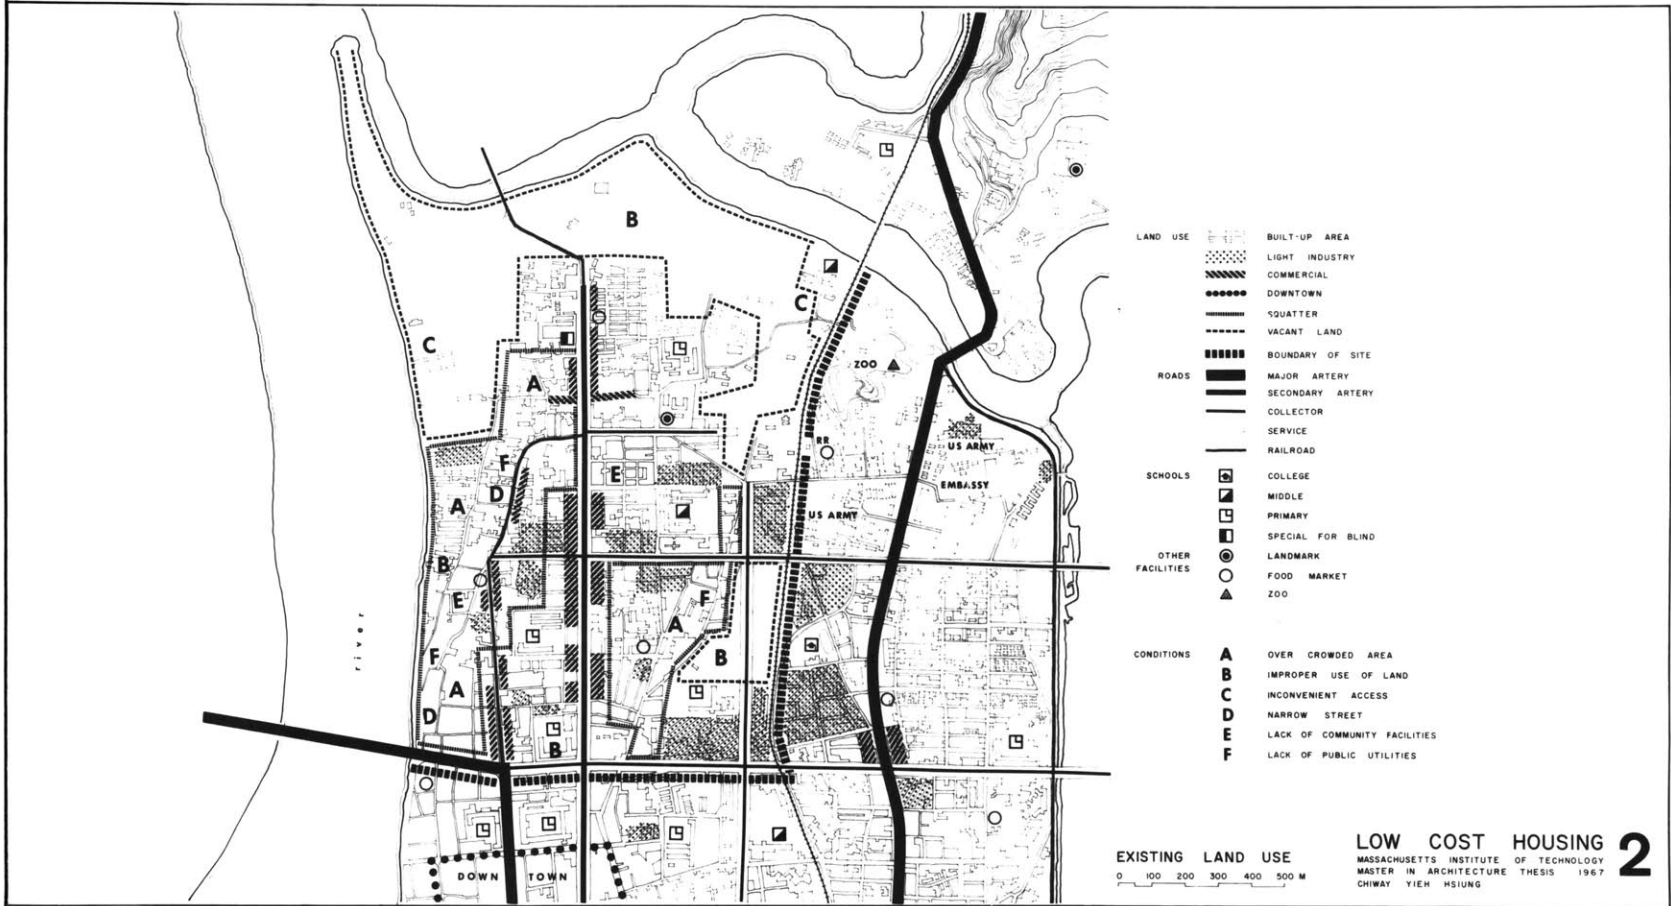 B
C
C
ZOO
A
RR
US ARMY
F
E
D
EMBASSY
A
US ARMY
B
E
F
A
F
B
A
D
B
river
DOWN TOWN
LAND USE
BUILT-UP AREA
LIGHT INDUSTRY
COMMERCIAL
DOWNTOWN
SQUATTER
VACANT LAND
BOUNDARY OF SITE
ROADS
MAJOR ARTERY
SECONDARY ARTERY
COLLECTOR
SERVICE
RAILROAD
SCHOOLS
COLLEGE
MIDDLE
PRIMARY
SPECIAL FOR BLIND
OTHER
FACILITIES
LANDMARK
FOOD MARKET
ZOO
CONDITIONS
A OVER CROWDED AREA
B IMPROPER USE OF LAND
C INCONVENIENT ACCESS
D NARROW STREET
E LACK OF COMMUNITY FACILITIES
F LACK OF PUBLIC UTILITIES
EXISTING LAND USE
0 100 200 300 400 500 M
LOW COST HOUSING 2
MASSACHUSETTS INSTITUTE OF TECHNOLOGY
MASTER IN ARCHITECTURE THESIS 1967
CHIWAY YIEH HSIUNG